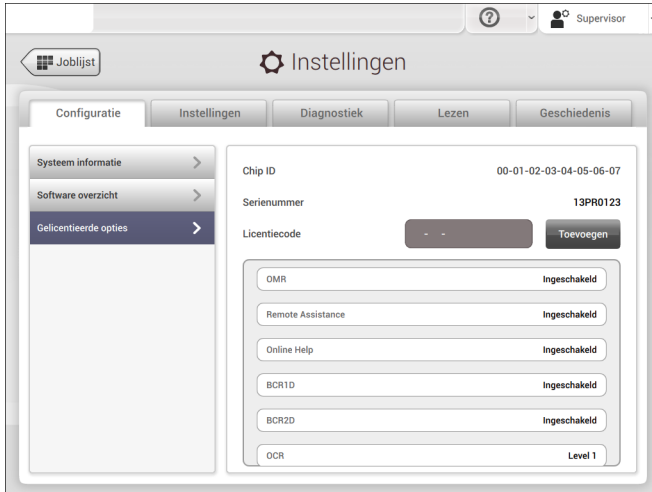 Supervisor
Joblijst
Instellingen
Configuratie Instellingen Diagnostiek Lezen Geschiedenis
Systeem informatie
Software overzicht
Gelicentieerde opties
Chip ID 00-01-02-03-04-05-06-07
Serienummer 13PR0123
Licentiecode - - Toevoegen
OMR Ingeschakeld
Remote Assistance Ingeschakeld
Online Help Ingeschakeld
BCR1D Ingeschakeld
BCR2D Ingeschakeld
OCR Level 1